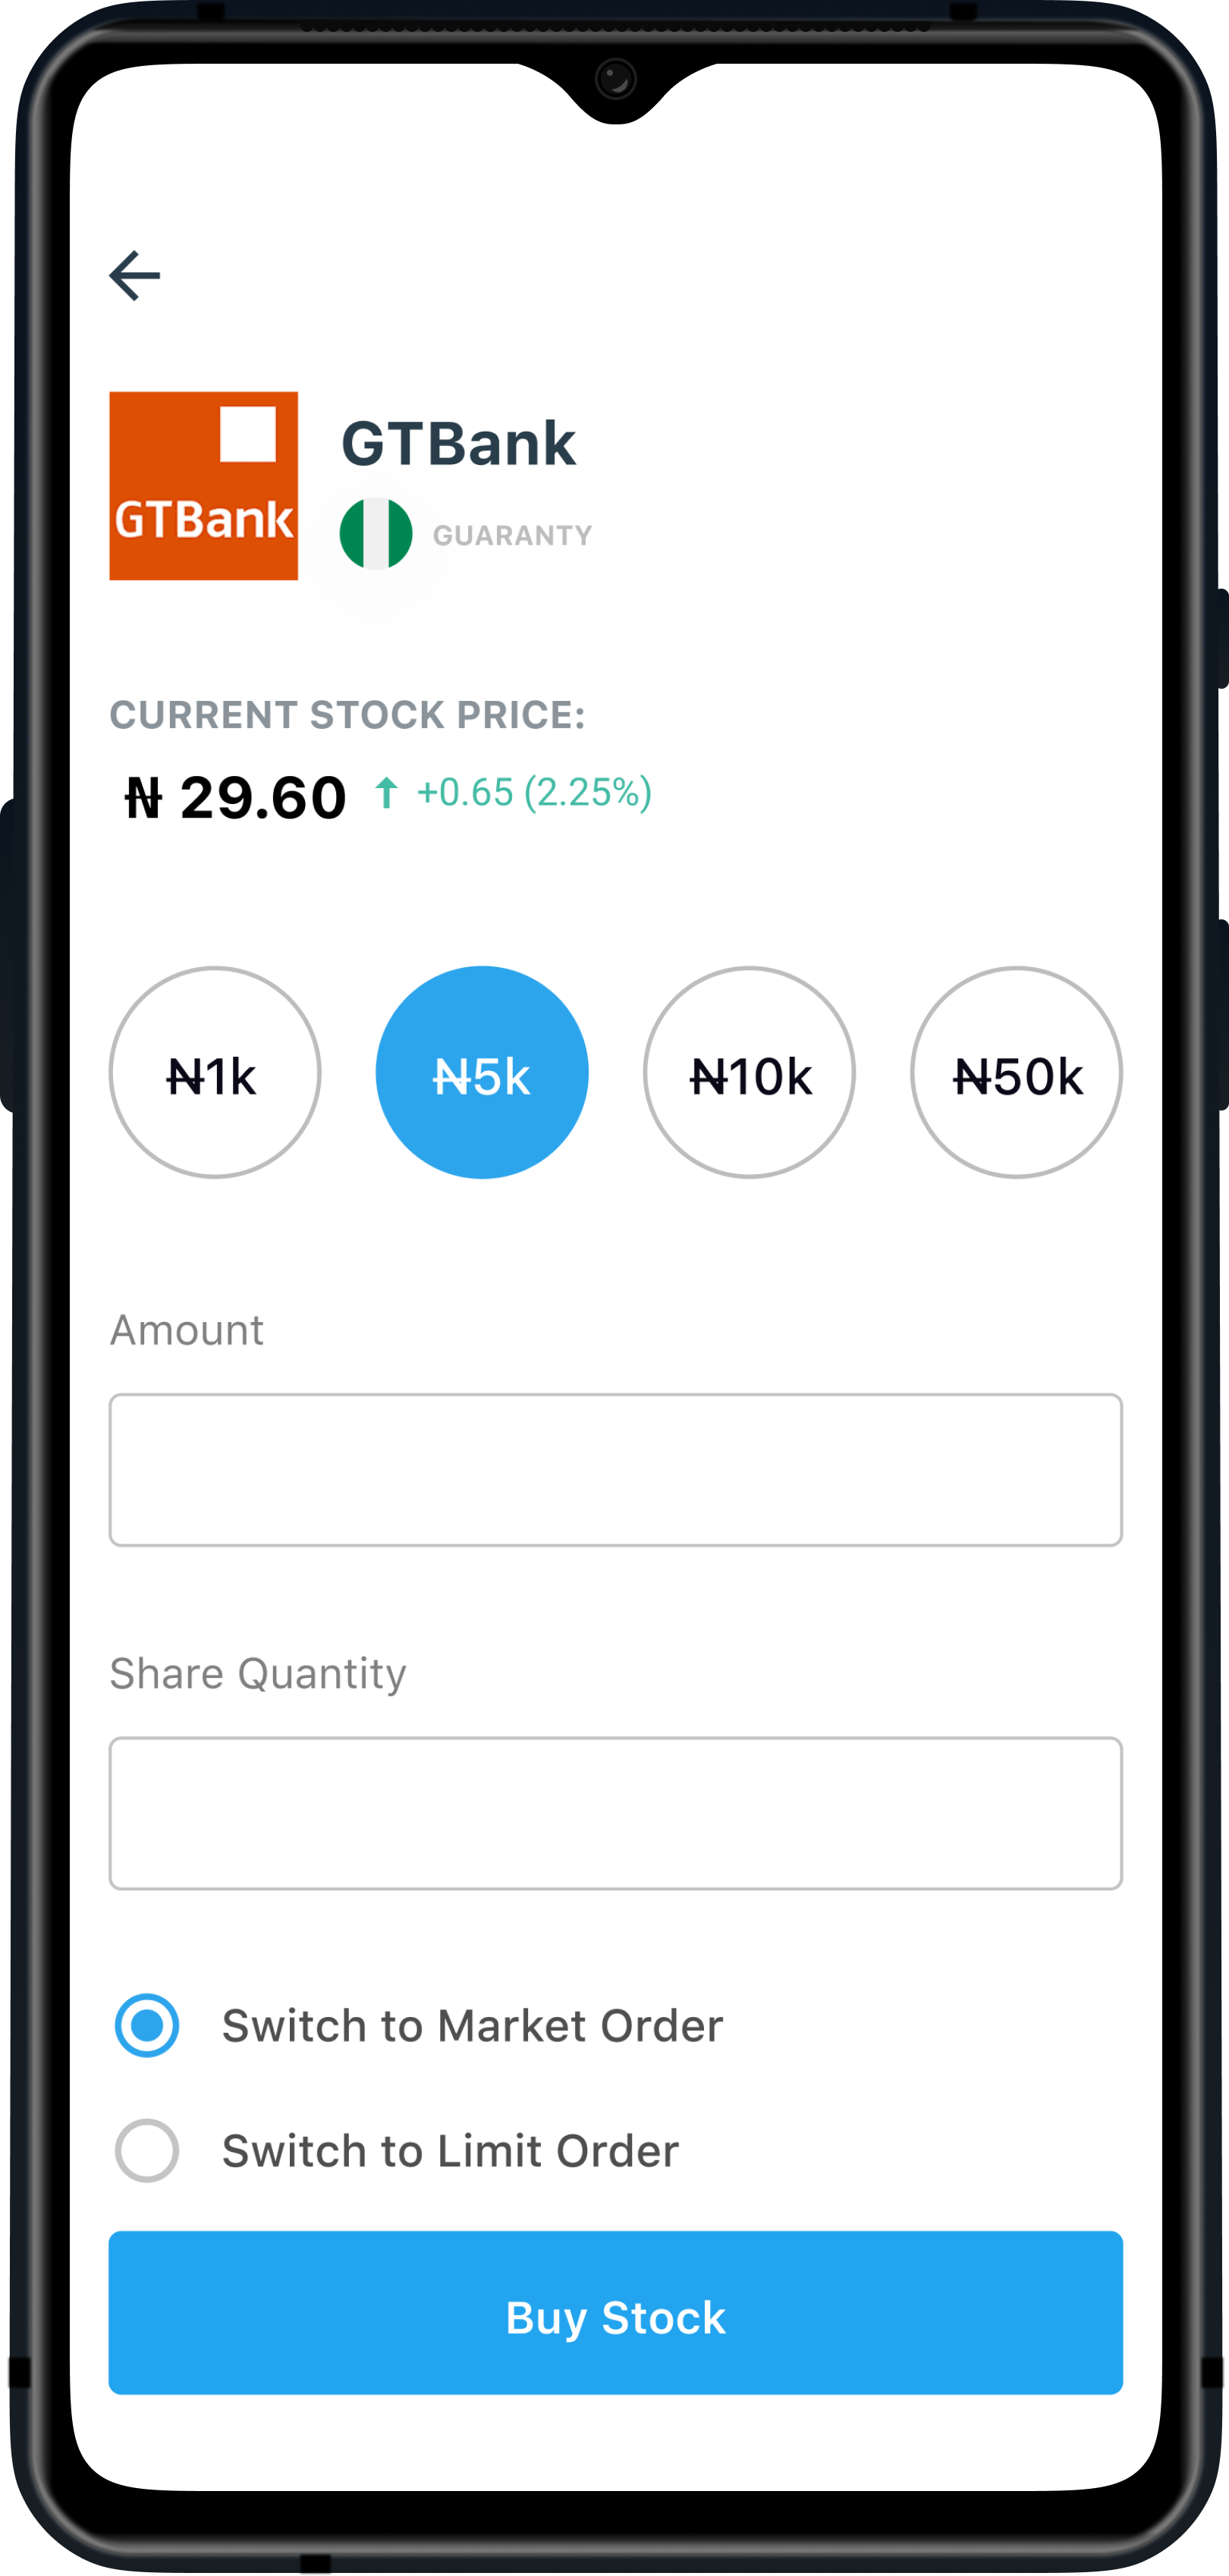 GTBank
GTBank
GUARANTY
CURRENT STOCK PRICE:
₦ 29.60 ↑ +0.65 (2.25%)
₦1k ₦5k ₦10k ₦50k
Amount
Share Quantity
Switch to Market Order
Switch to Limit Order
Buy Stock